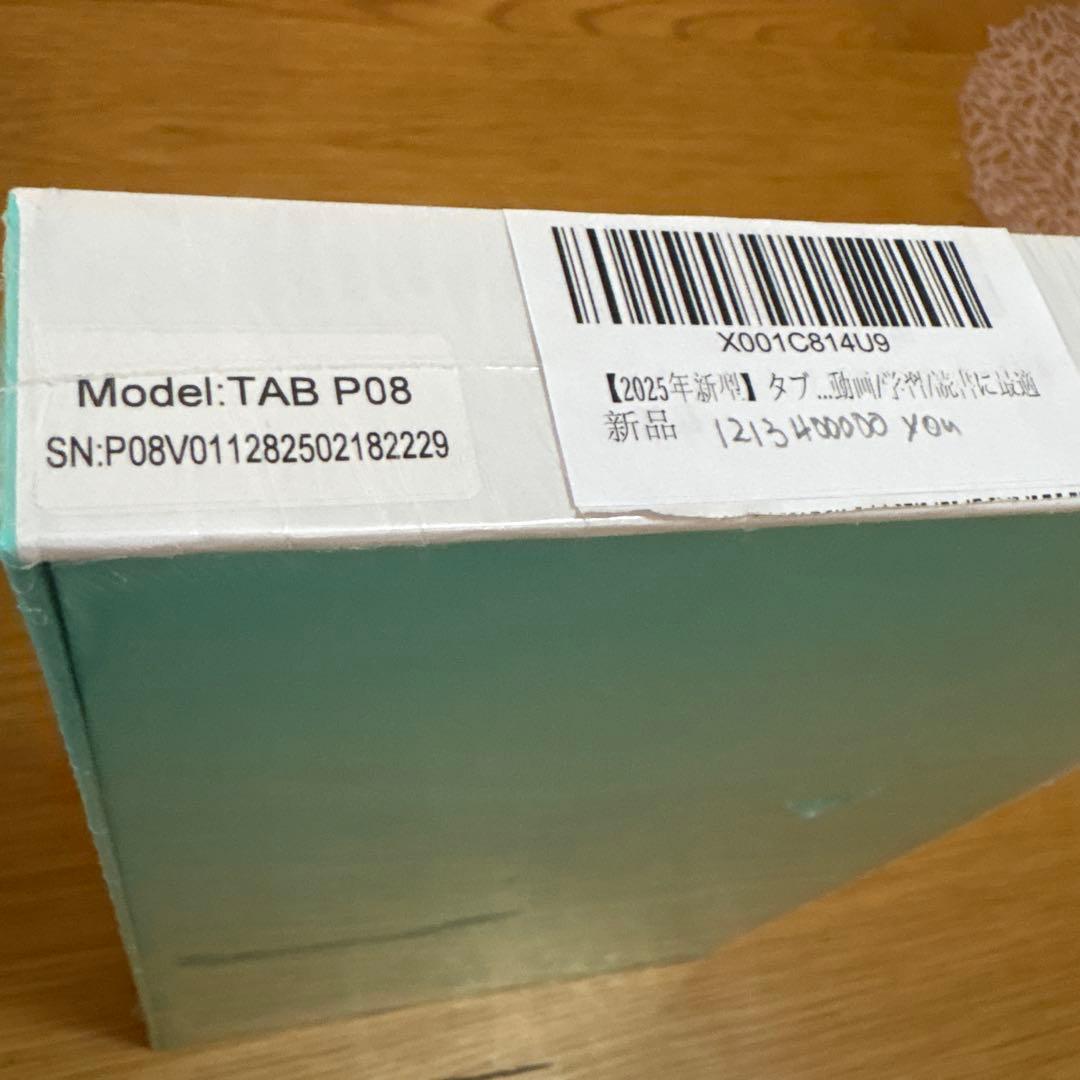 Model:TAB P08
SN:P08V011282502182229
X001C814U9
【2025年新型】タブ...動画/学習/読書に最適
新品 1213400000 you